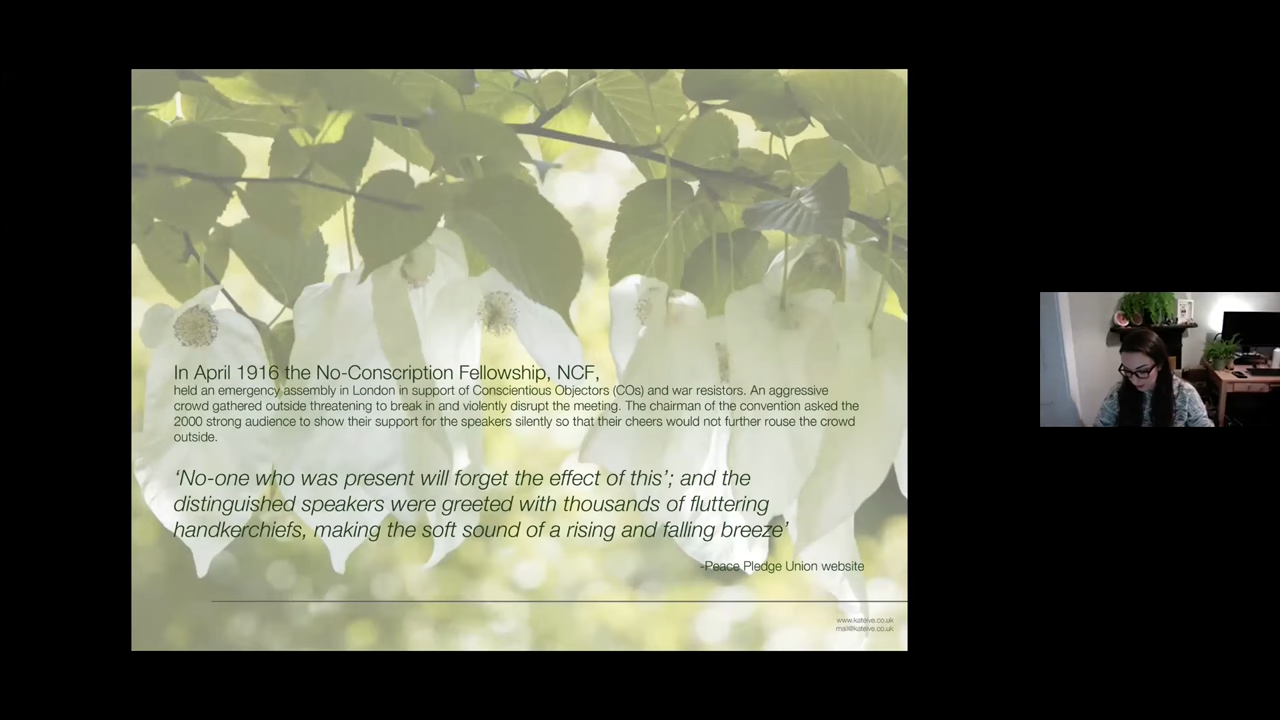 In April 1916 the No-Conscription Fellowship, NCF,
held an emergency assembly in London in support of Conscientious Objectors (COs) and war resistors. An aggressive
crowd gathered outside threatening to break in and violently disrupt the meeting. The chairman of the convention asked the
2000 strong audience to show their support for the speakers silently so that their cheers would not further rouse the crowd
outside.
‘No-one who was present will forget the effect of this’; and the
distinguished speakers were greeted with thousands of fluttering
handkerchiefs, making the soft sound of a rising and falling breeze’
-Peace Pledge Union website
www.kateive.co.uk
mail@kateive.co.uk